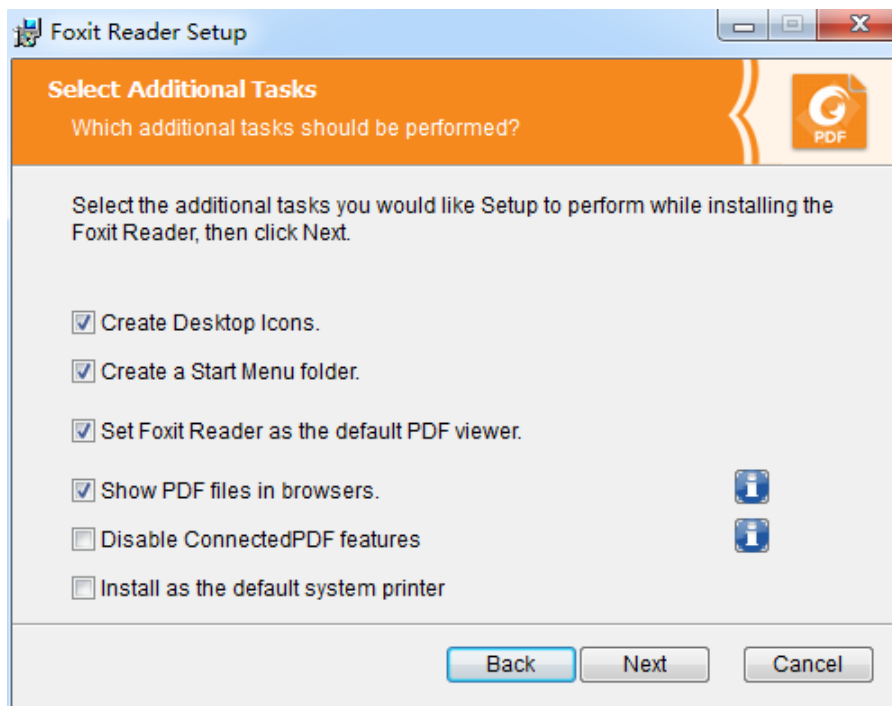 Foxit Reader Setup
Select Additional Tasks
Which additional tasks should be performed?
PDF
Select the additional tasks you would like Setup to perform while installing the
Foxit Reader, then click Next.
Create Desktop Icons.
Create a Start Menu folder.
Set Foxit Reader as the default PDF viewer.
Show PDF files in browsers.
Disable ConnectedPDF features
Install as the default system printer
Back Next Cancel